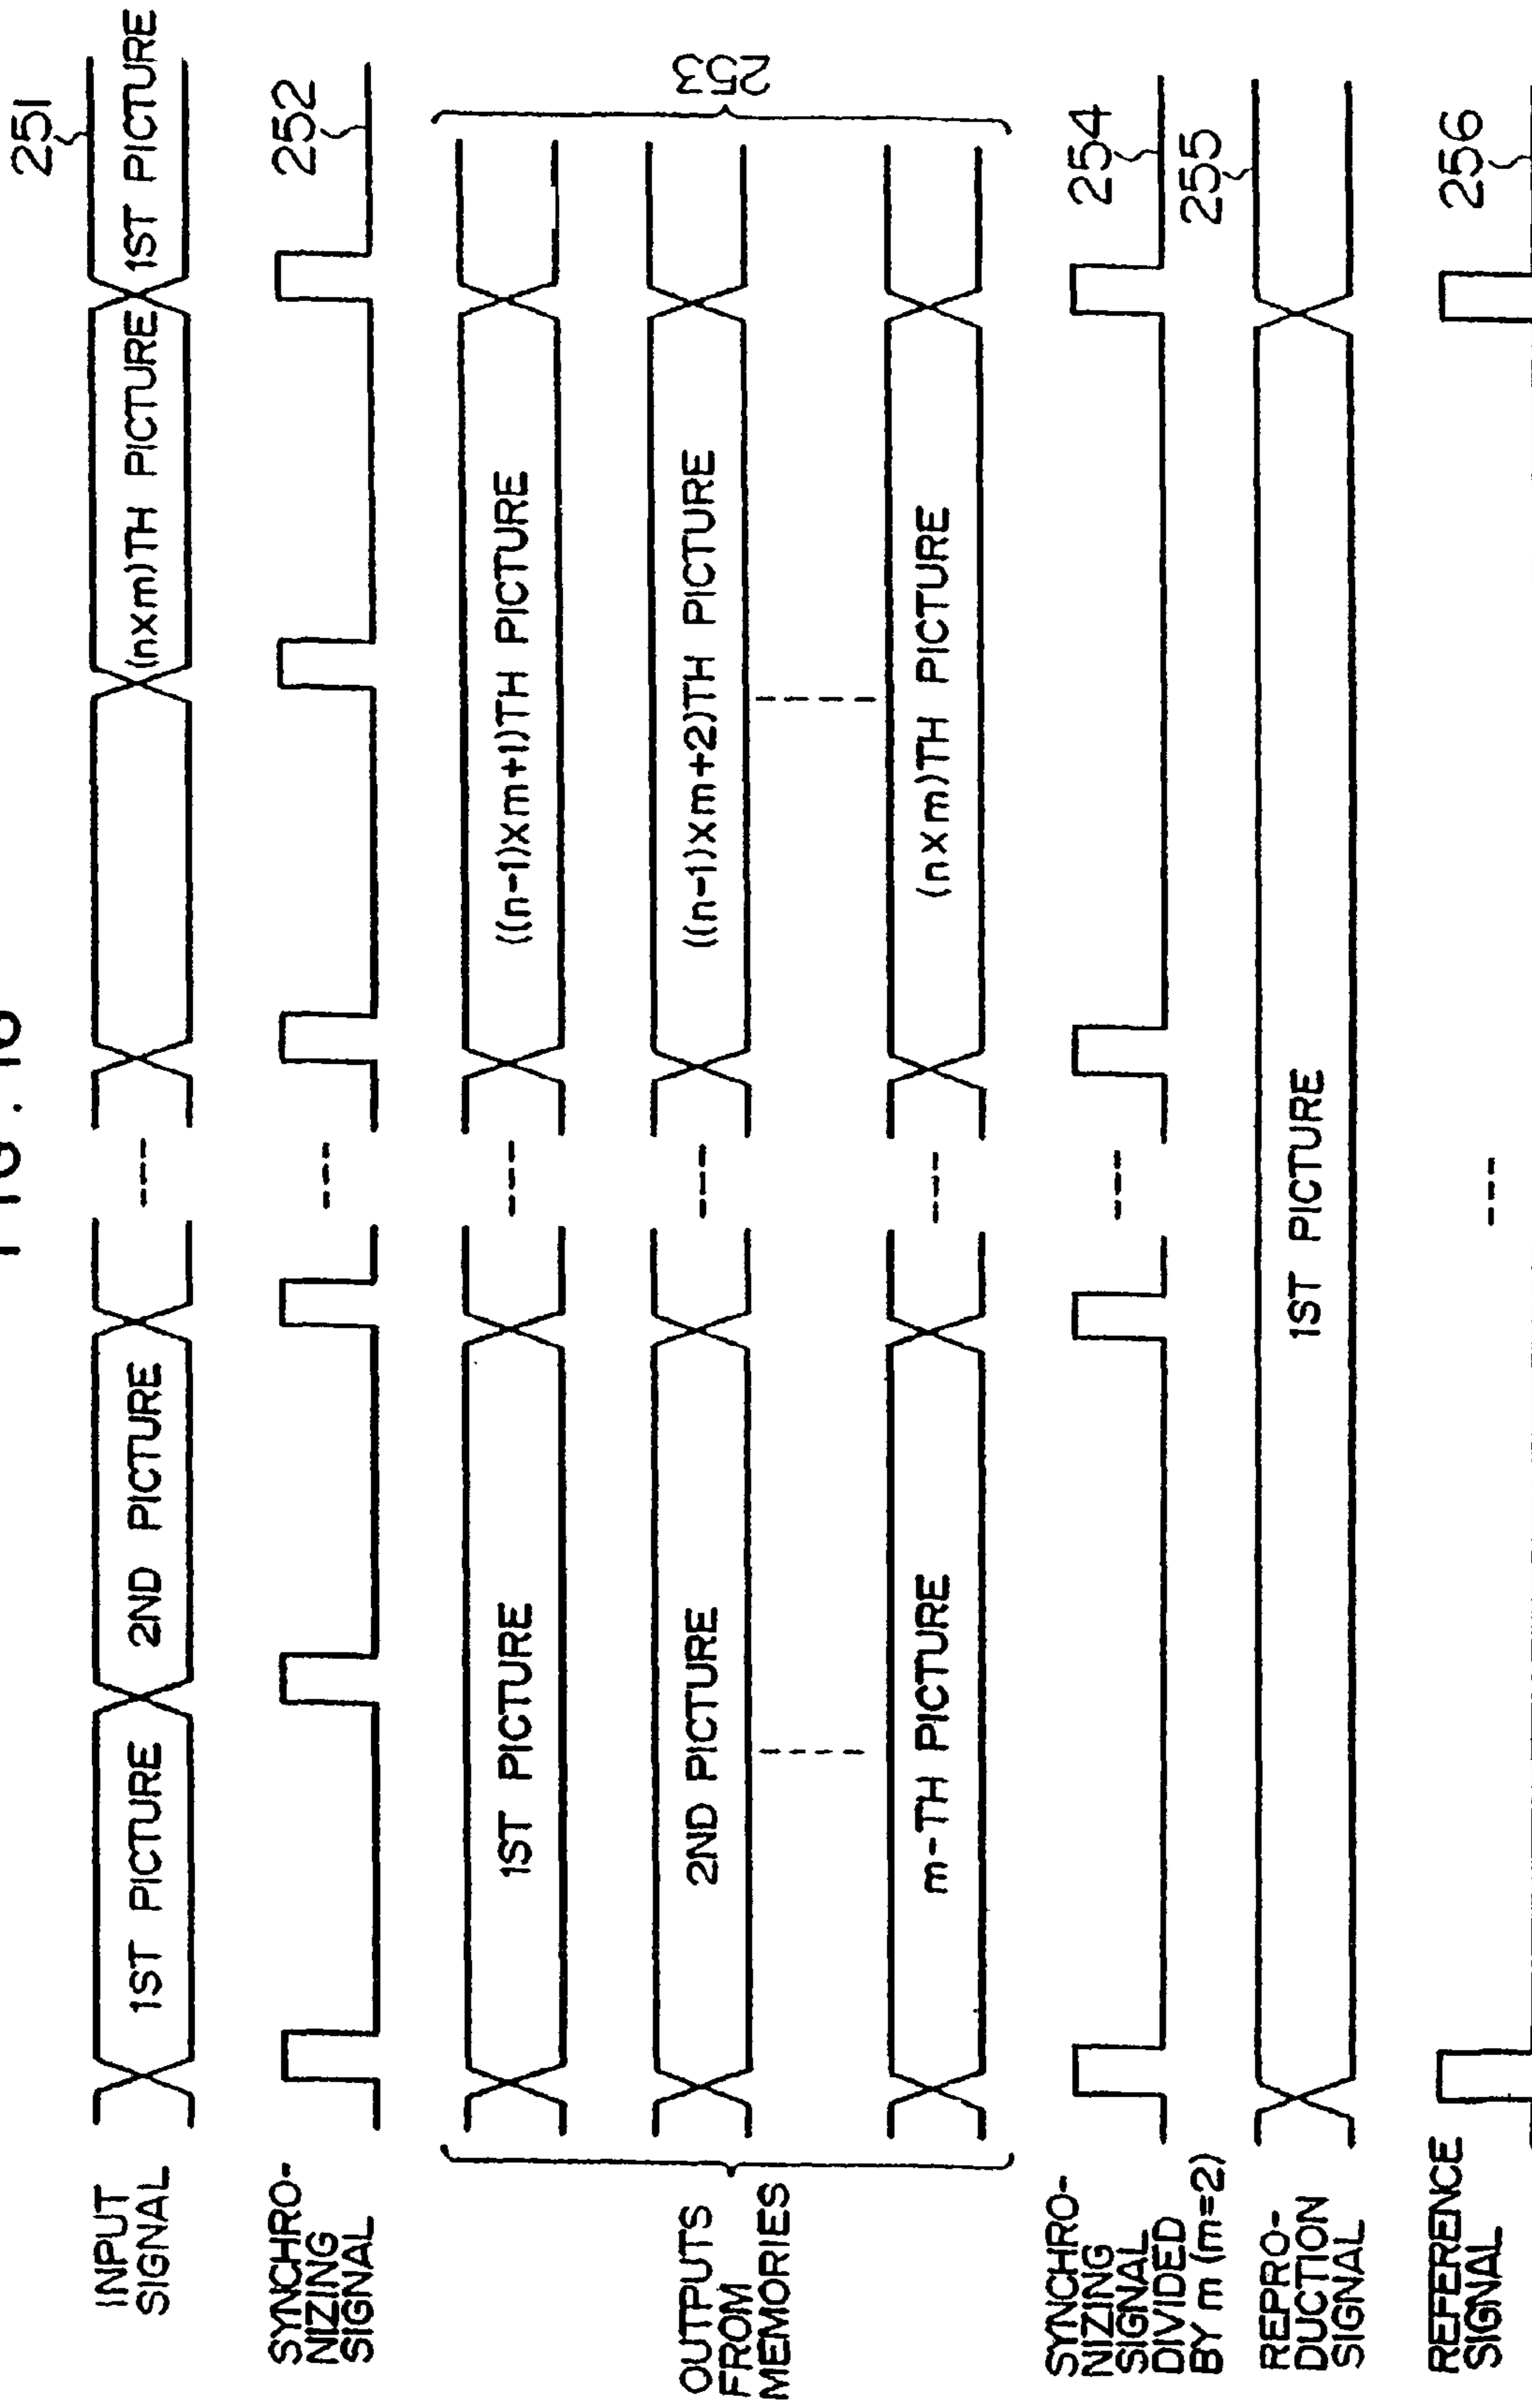 251
INPUT
SIGNAL
1ST PICTURE
2ND PICTURE
---
(n×m)TH PICTURE
1ST PICTURE
252
SYNCHRO-
NIZING
SIGNAL
---
253
OUTPUTS
FROM
MEMORIES
1ST PICTURE
---
((n-1)×m+1)TH PICTURE
2ND PICTURE
---
((n-1)×m+2)TH PICTURE
m-TH PICTURE
---
(n×m)TH PICTURE
254
SYNCHRO-
NIZING
SIGNAL
DIVIDED
BY m (m=2)
---
255
REPRO-
DUCTION
SIGNAL
1ST PICTURE
256
REFERENCE
SIGNAL
---